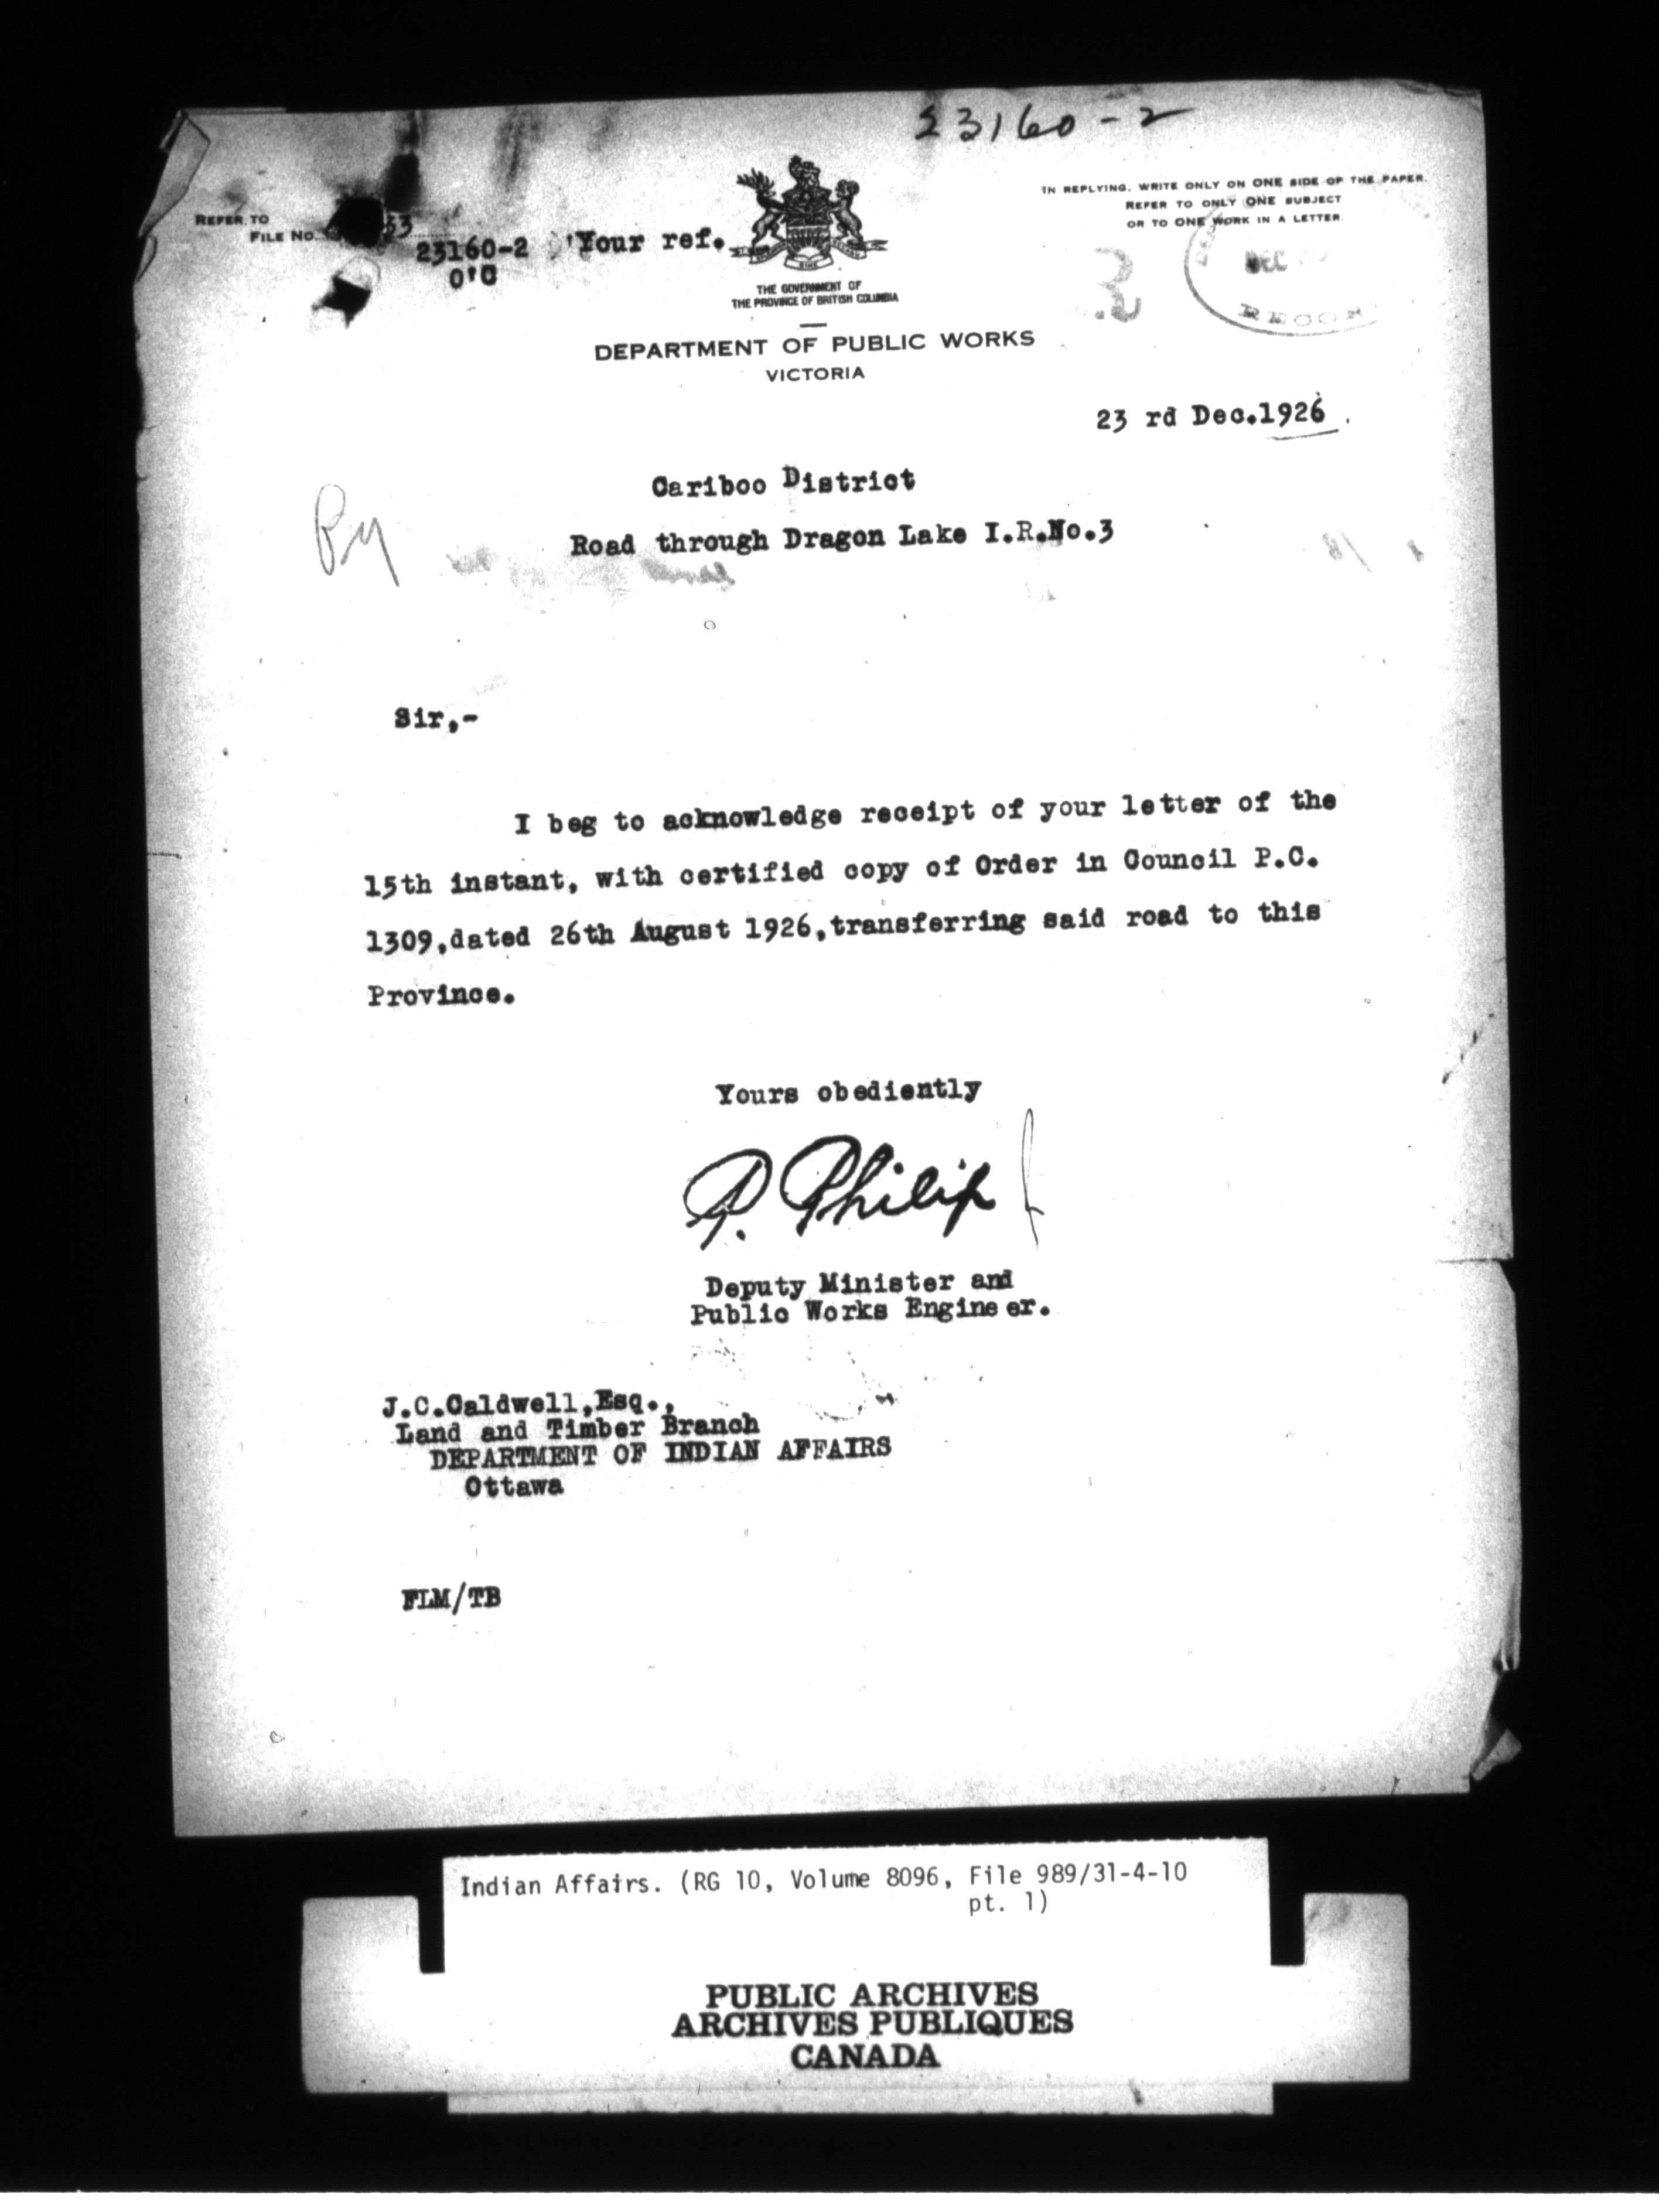 23160-2
IN REPLYING, WRITE ONLY ON ONE SIDE OF THE PAPER.
REFER TO ONLY ONE SUBJECT
OR TO ONE WORK IN A LETTER.
REFER TO
FILE No. 53
23160-2 'Your ref.
O'C
THE GOVERNMENT OF
THE PROVINCE OF BRITISH COLUMBIA
DEC
RECOR
DEPARTMENT OF PUBLIC WORKS
VICTORIA
23 rd Dec.1926.
Cariboo District
Road through Dragon Lake I.R.No.3
Sir,-
I beg to acknowledge receipt of your letter of the
15th instant, with certified copy of Order in Council P.C.
1309,dated 26th August 1926,transferring said road to this
Province.
Yours obediently
P. Philip
Deputy Minister and
Public Works Engineer.
J.C.Caldwell,Esq.,
Land and Timber Branch
DEPARTMENT OF INDIAN AFFAIRS
Ottawa
FLM/TB
Indian Affairs. (RG 10, Volume 8096, File 989/31-4-10
pt. 1)
PUBLIC ARCHIVES
ARCHIVES PUBLIQUES
CANADA